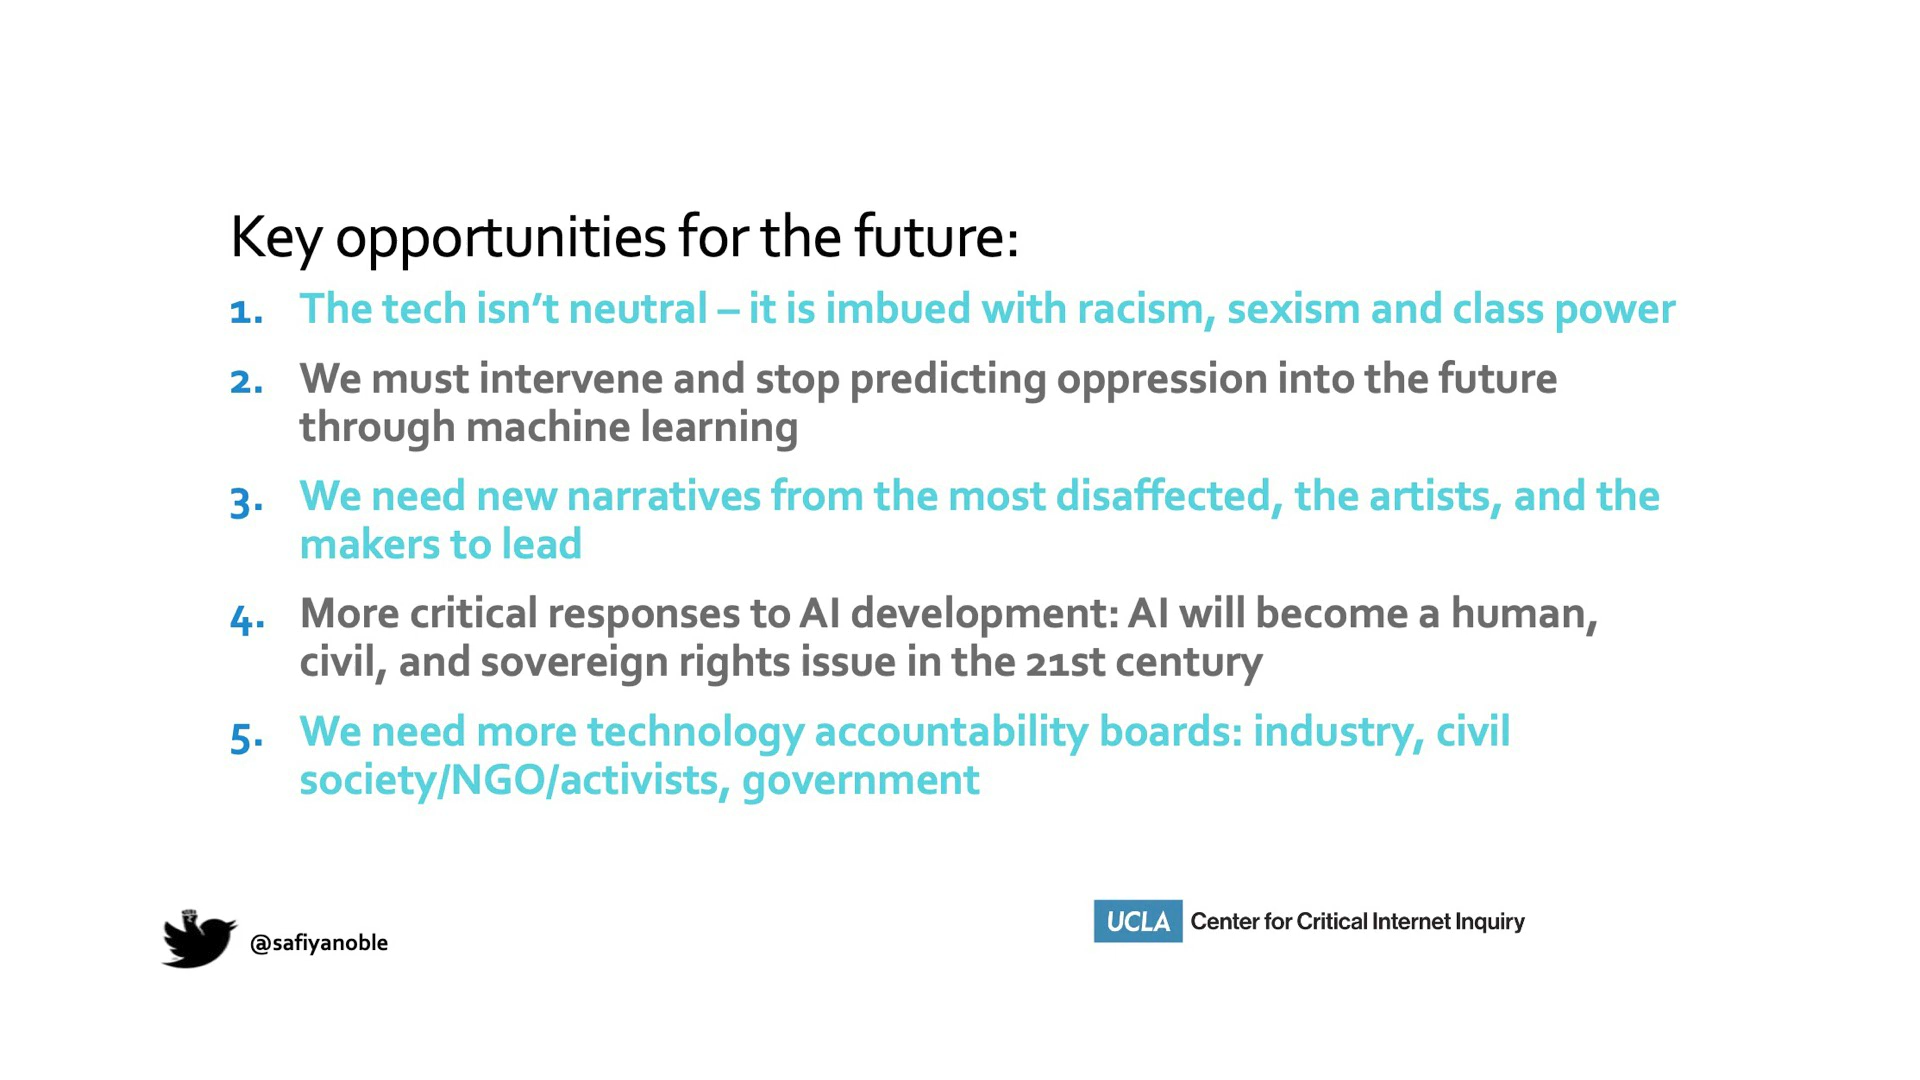 Key opportunities for the future:
1. The tech isn’t neutral – it is imbued with racism, sexism and class power
2. We must intervene and stop predicting oppression into the future
through machine learning
3. We need new narratives from the most disaffected, the artists, and the
makers to lead
4. More critical responses to AI development: AI will become a human,
civil, and sovereign rights issue in the 21st century
5. We need more technology accountability boards: industry, civil
society/NGO/activists, government
@safiyanoble
UCLA Center for Critical Internet Inquiry